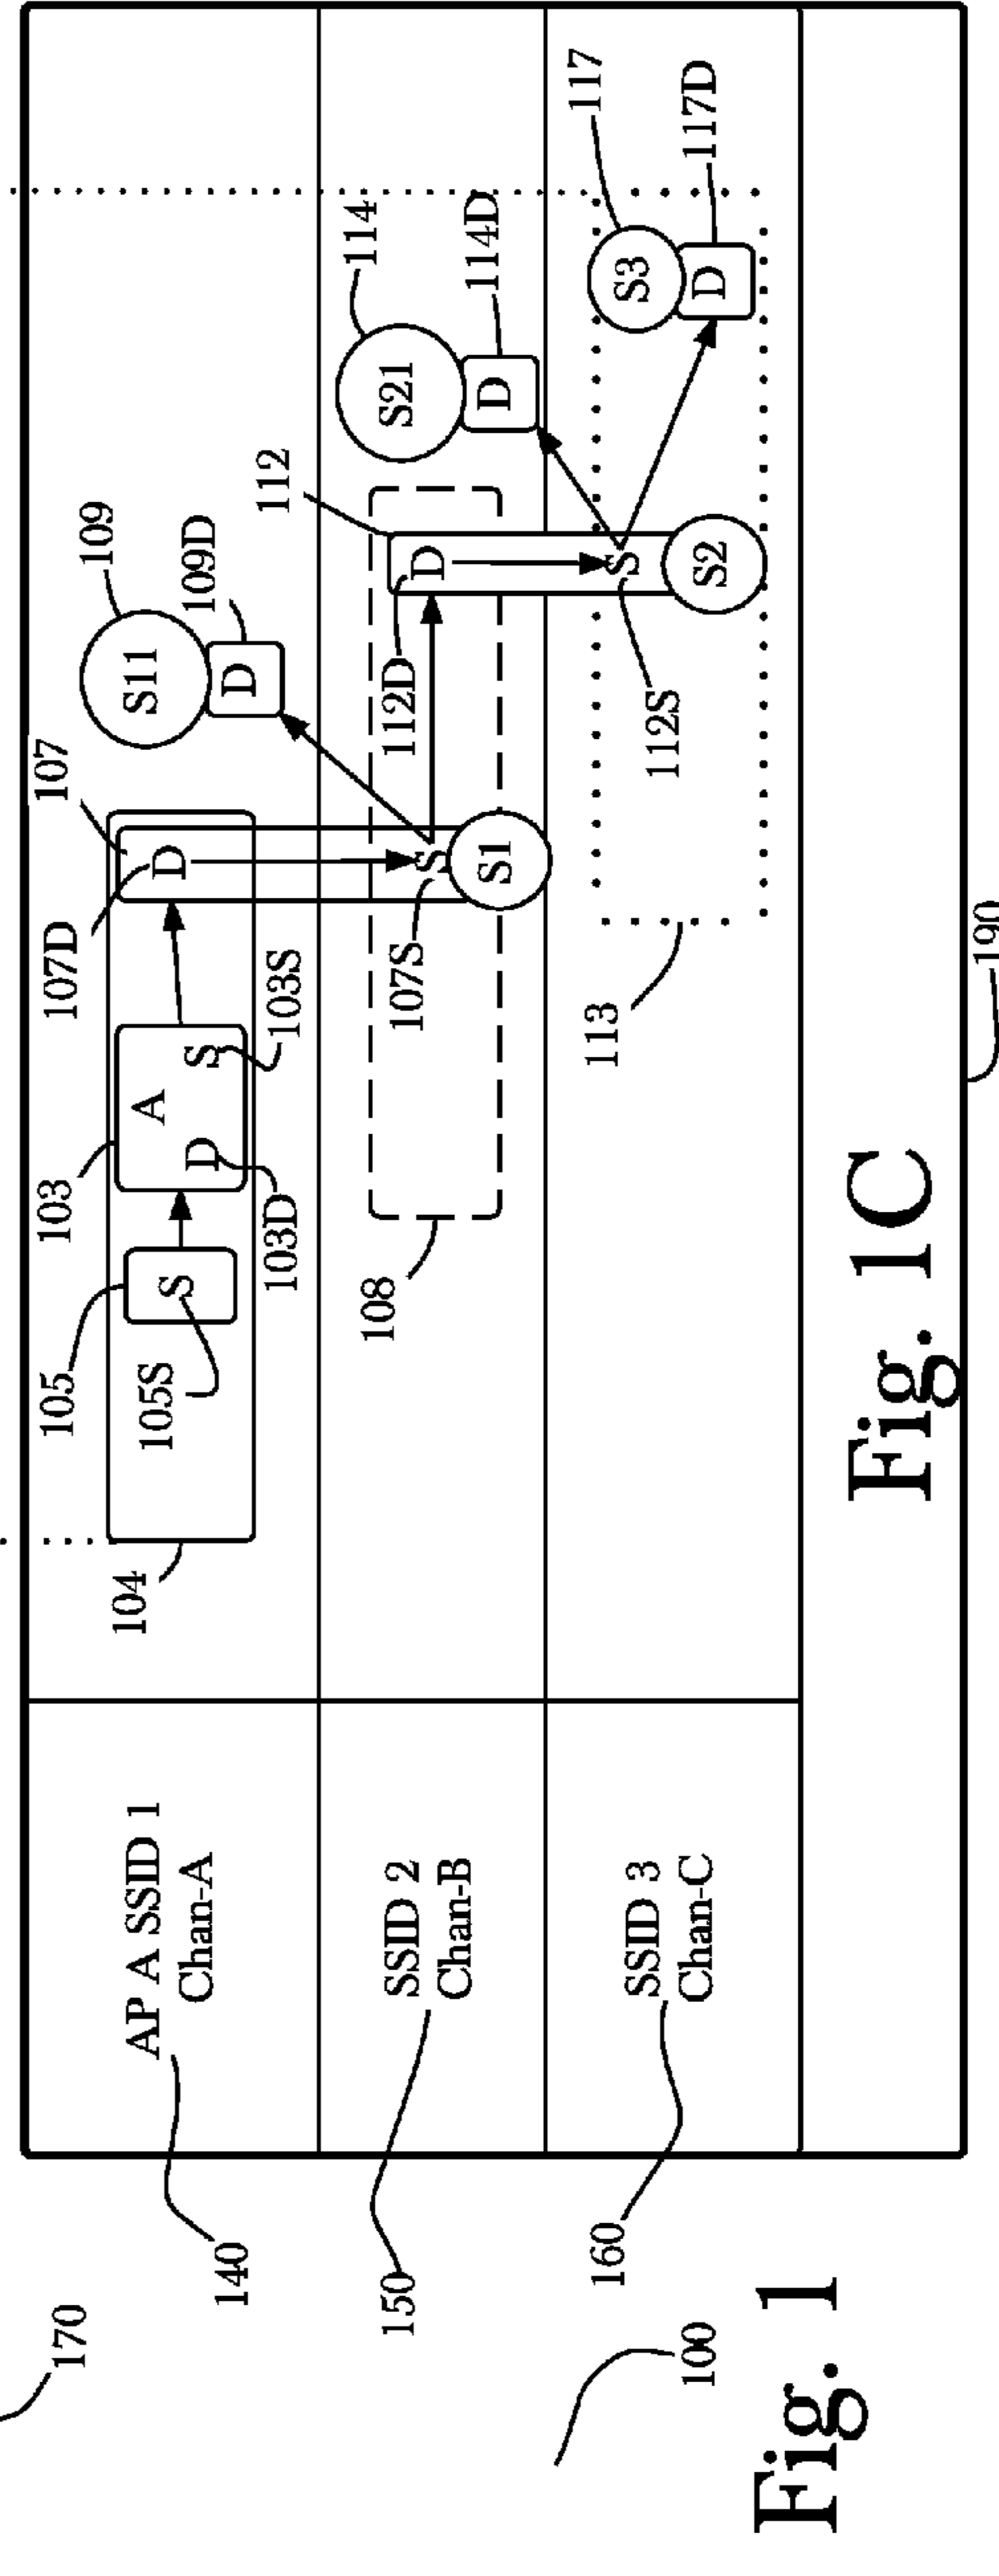 170
100
Fig. 1
140
150
160
AP A SSID 1
Chan-A
SSID 2
Chan-B
SSID 3
Chan-C
104
105
105S
S
103
A
D
S
103D
103S
107
107D
D
109
S11
109D
D
108
107S
S
S1
112
112D
D
114
S21
114D
D
113
112S
S
S2
117
S3
117D
D
190
Fig. 1C